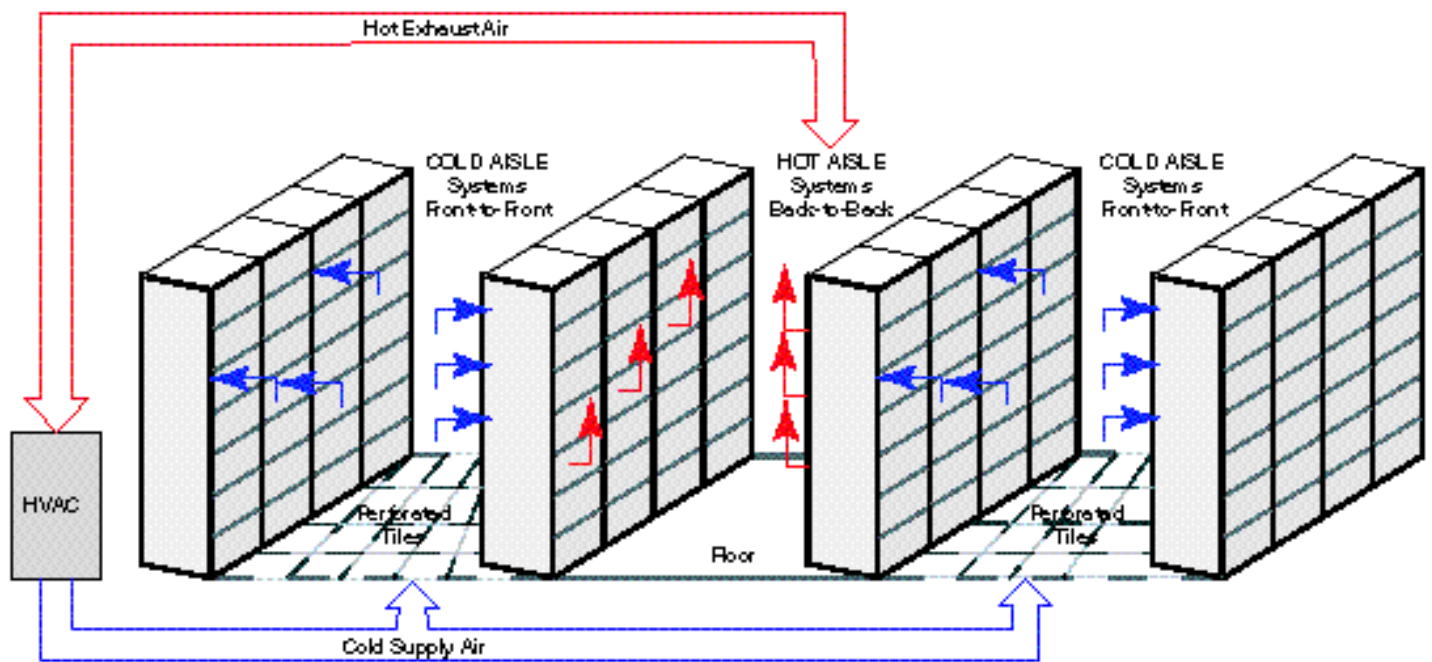 Hot Exhaust Air
COLD AISLE
Systems
Front-to-Front
HOT AISLE
Systems
Back-to-Back
COLD AISLE
Systems
Front-to-Front
HVAC
Perforated
Tiles
Floor
Perforated
Tiles
Cold Supply Air